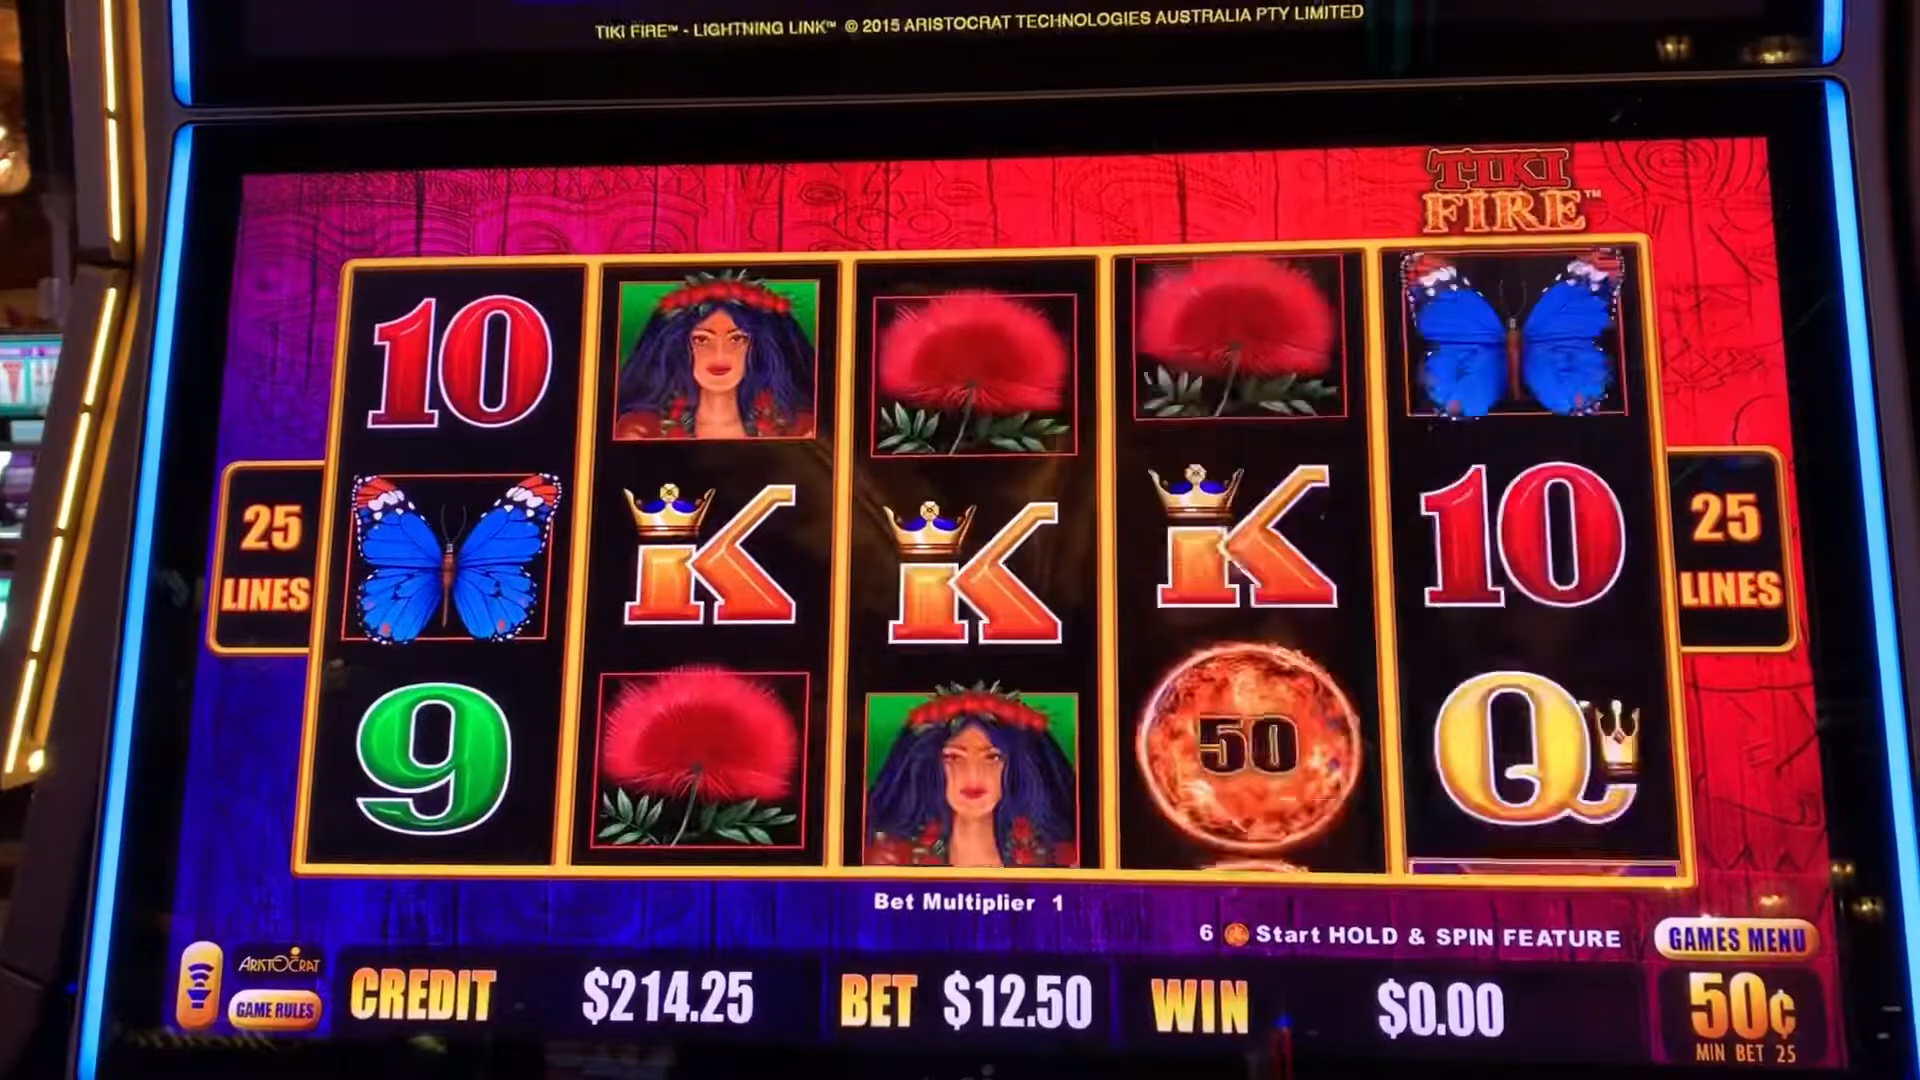 TIKI FIRE™ - LIGHTNING LINK™ © 2015 ARISTOCRAT TECHNOLOGIES AUSTRALIA PTY LIMITED
TIKI
FIRE™
10
K K K 10
9 50 Q
25
LINES
25
LINES
Bet Multiplier 1
6 Start HOLD & SPIN FEATURE
GAMES MENU
ARISTOCRAT
GAME RULES
CREDIT $214.25 BET $12.50 WIN $0.00
50¢
MIN BET 25